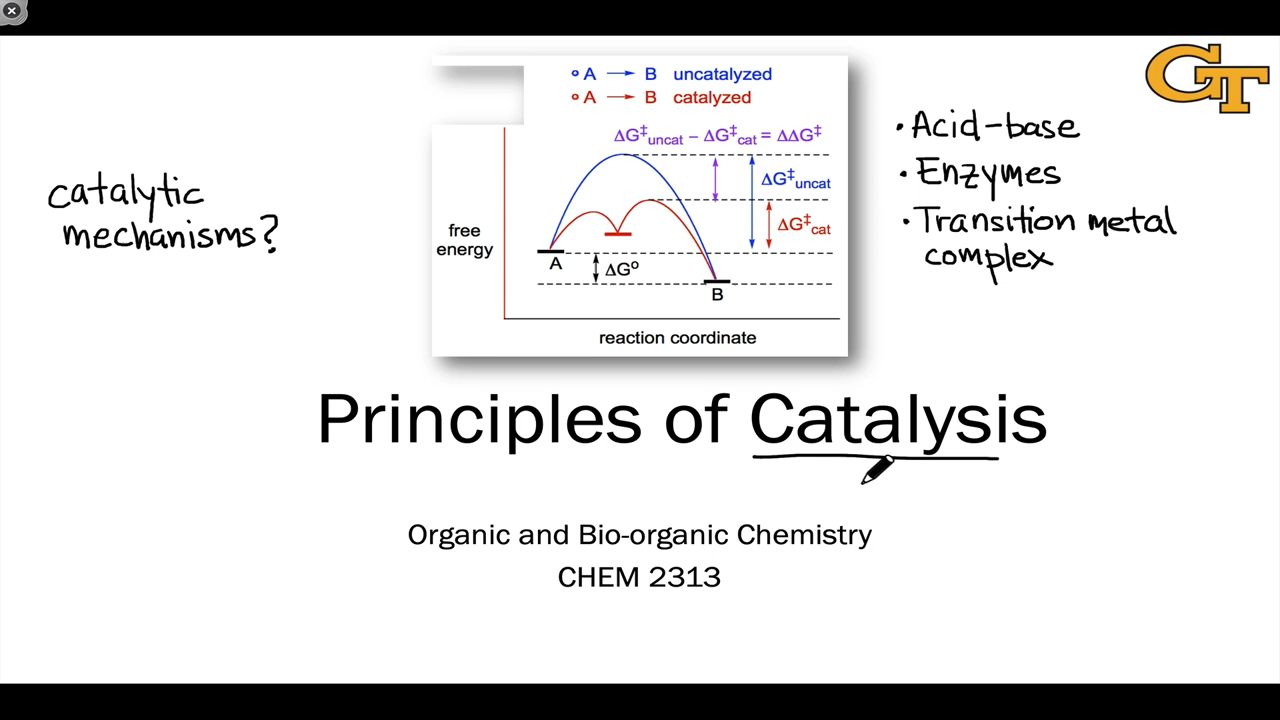 A → B uncatalyzed
A → B catalyzed
ΔG‡uncat – ΔG‡cat = ΔΔG‡
ΔG‡uncat
ΔG‡cat
free
energy
A
ΔGº
B
reaction coordinate
catalytic
mechanisms?
• Acid-base
• Enzymes
• Transition metal
complex
GT
Principles of Catalysis
Organic and Bio-organic Chemistry
CHEM 2313